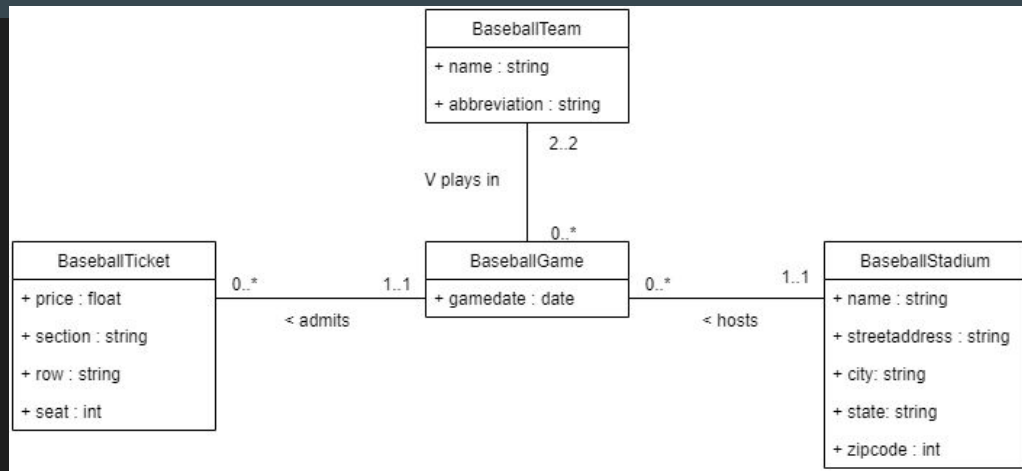 BaseballTeam
+ name : string
+ abbreviation : string
2..2
V plays in
0..*
BaseballTicket
+ price : float
+ section : string
+ row : string
+ seat : int
0..*
1..1
< admits
BaseballGame
+ gamedate : date
0..*
1..1
< hosts
BaseballStadium
+ name : string
+ streetaddress : string
+ city: string
+ state: string
+ zipcode : int